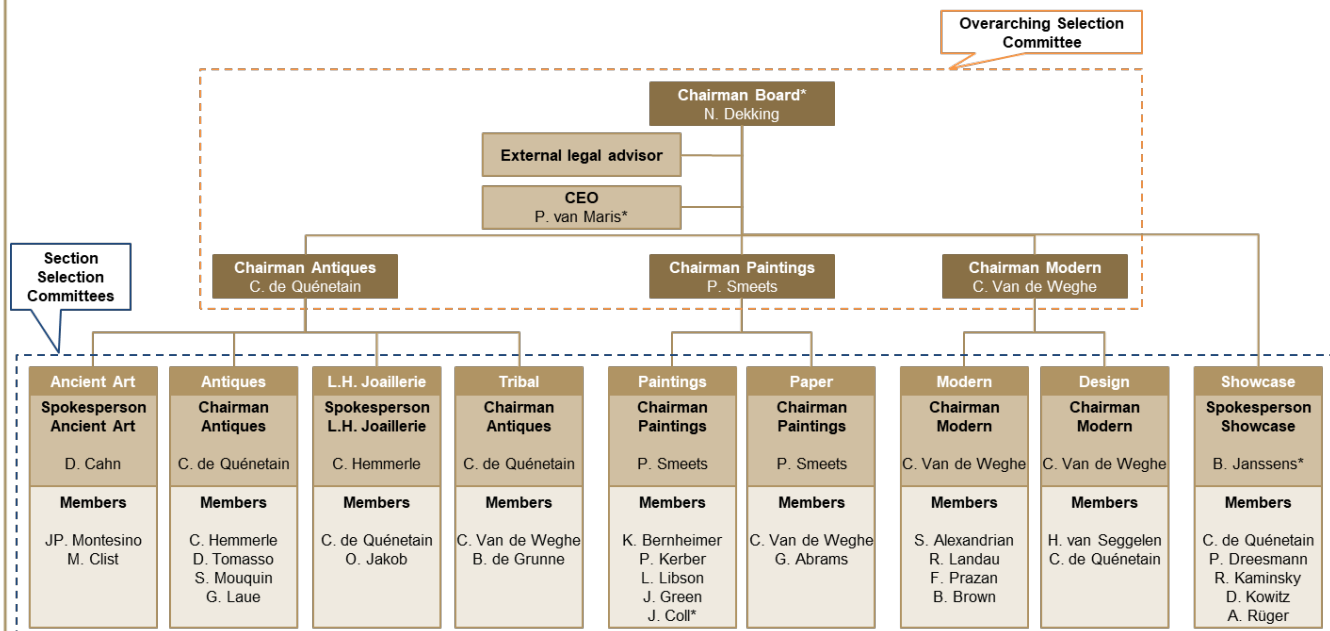 Overarching Selection
Committee
Chairman Board*
N. Dekking
External legal advisor
CEO
P. van Maris*
Section
Selection
Committees
Chairman Antiques
C. de Quénetain
Chairman Paintings
P. Smeets
Chairman Modern
C. Van de Weghe
Ancient Art
Spokesperson
Ancient Art
D. Cahn
Members
JP. Montesino
M. Clist
Antiques
Chairman
Antiques
C. de Quénetain
Members
C. Hemmerle
D. Tomasso
S. Mouquin
G. Laue
L.H. Joaillerie
Spokesperson
L.H. Joaillerie
C. Hemmerle
Members
C. de Quénetain
O. Jakob
Tribal
Chairman
Antiques
C. de Quénetain
Members
C. Van de Weghe
B. de Grunne
Paintings
Chairman
Paintings
P. Smeets
Members
K. Bernheimer
P. Kerber
L. Libson
J. Green
J. Coll*
Paper
Chairman
Paintings
P. Smeets
Members
C. Van de Weghe
G. Abrams
Modern
Chairman
Modern
C. Van de Weghe
Members
S. Alexandrian
R. Landau
F. Prazan
B. Brown
Design
Chairman
Modern
C. Van de Weghe
Members
H. van Seggelen
C. de Quénetain
Showcase
Spokesperson
Showcase
B. Janssens*
Members
C. de Quénetain
P. Dreesmann
R. Kaminsky
D. Kowitz
A. Rüger